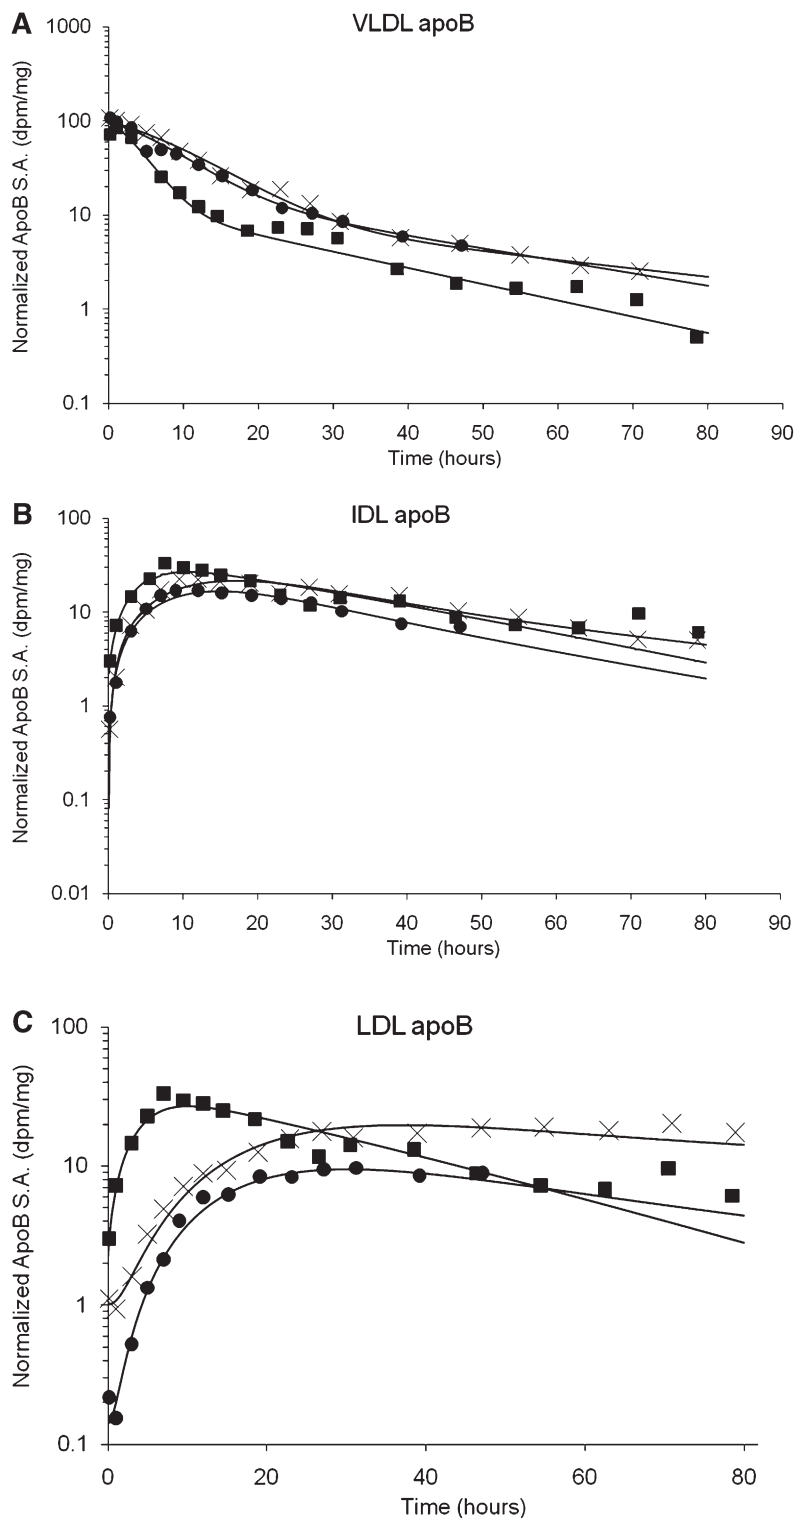 A
VLDL apoB
Normalized ApoB S.A. (dpm/mg)
1000
100
10
1
0.1
0 10 20 30 40 50 60 70 80 90
Time (hours)
B
IDL apoB
Normalized ApoB S.A. (dpm/mg)
100
10
1
0.1
0.01
0 10 20 30 40 50 60 70 80 90
Time (hours)
C
LDL apoB
Normalized ApoB S.A. (dpm/mg)
100
10
1
0.1
0 20 40 60 80
Time (hours)